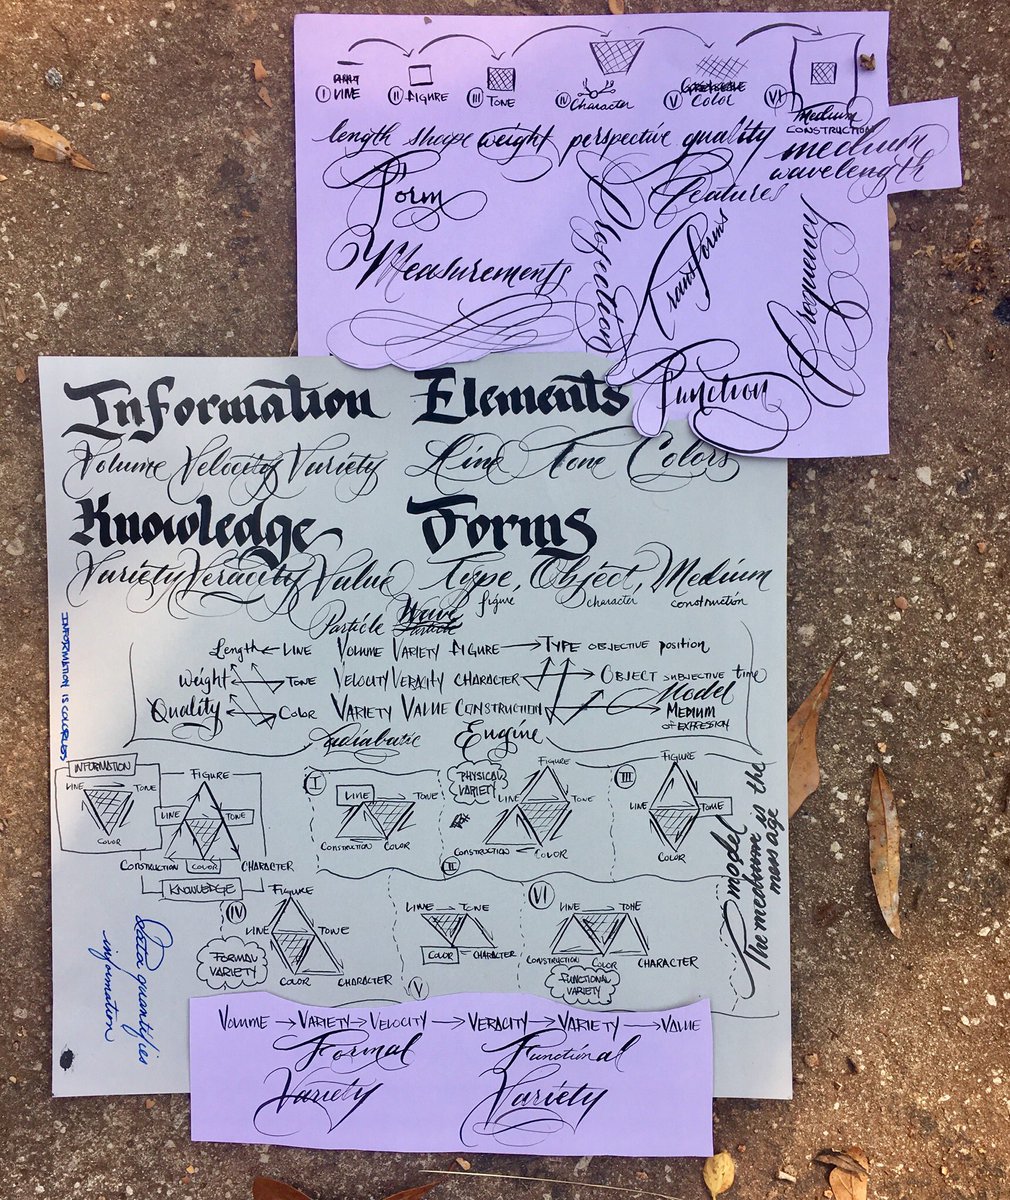 I LINE II FIGURE III TONE IV Character V Color VI Medium
CONSTRUCTION
length shape weight perspective quality medium
wavelength
Form
Features
Measurements
Projections
Transforms
Frequency
Function
Information Elements
Volume Velocity Variety Line Tone Colors
Knowledge Forms
Variety Veracity Value Type, Object, Medium
figure character construction
Particle Wave
Particle
Length ← LINE VOLUME VARIETY FIGURE → TYPE OBJECTIVE POSITION
Weight TONE VELOCITY VERACITY CHARACTER OBJECT SUBJECTIVE time
Model
Quality Color VARIETY VALUE CONSTRUCTION MEDIUM
OF EXPRESSION
Engine
INFORMATION IS COLORLESS
INFORMATION
LINE → TONE
COLOR
FIGURE
LINE TONE
CONSTRUCTION COLOR CHARACTER
KNOWLEDGE
I
LINE → TONE
CONSTRUCTION COLOR
PHYSICAL
VARIETY
FIGURE
LINE TONE
II CONSTRUCTION COLOR
III
FIGURE
LINE TONE
COLOR
model
The medium is the
message
IV
FIGURE
LINE TONE
FORMAL
VARIETY
COLOR CHARACTER
LINE → TONE
COLOR CHARACTER
V
VI
LINE → TONE
CONSTRUCTION COLOR CHARACTER
FUNCTIONAL
VARIETY
Data quantifies
information
VOLUME → VARIETY → VELOCITY → VERACITY → VARIETY → VALUE
Formal Functional
Variety Variety